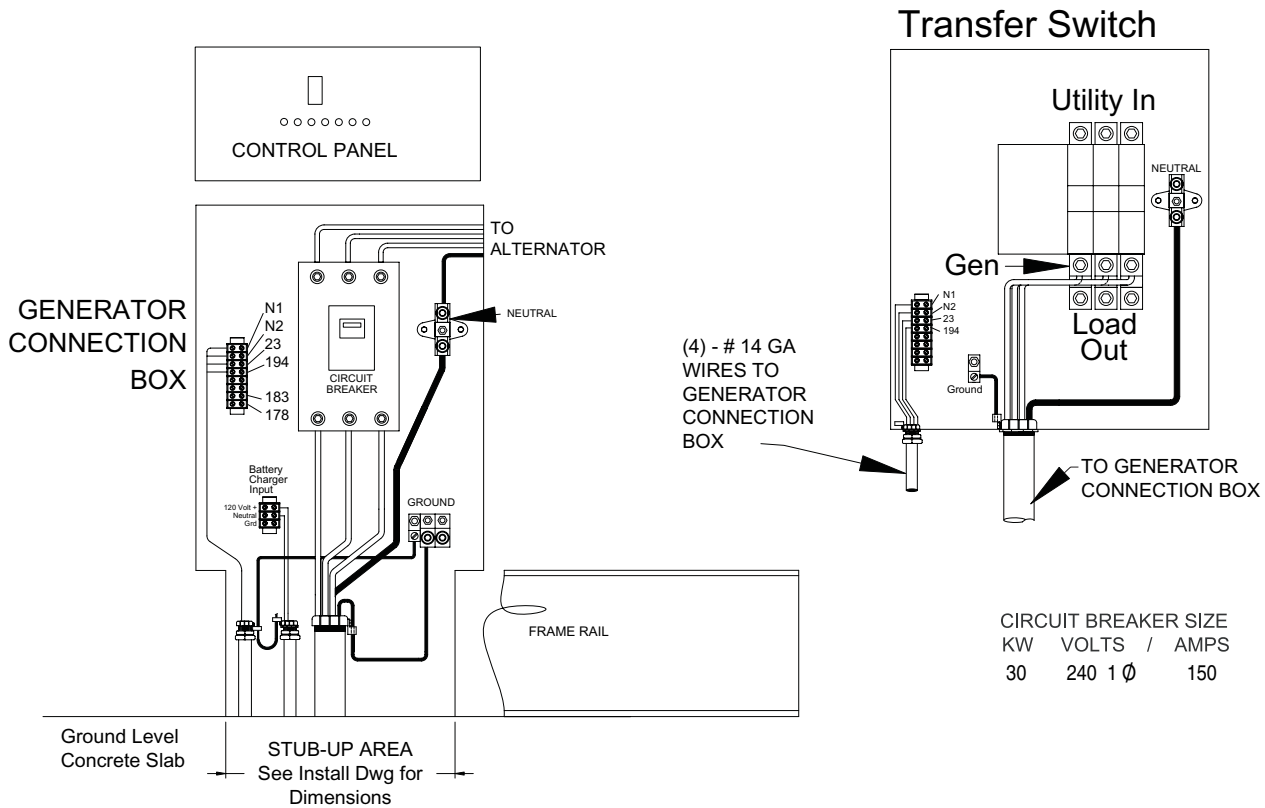 Transfer Switch
CONTROL PANEL
Utility In
NEUTRAL
Gen
Load
Out
N1
N2
23
194
Ground
(4) - # 14 GA
WIRES TO
GENERATOR
CONNECTION
BOX
TO GENERATOR
CONNECTION BOX
TO
ALTERNATOR
GENERATOR
CONNECTION
BOX
N1
N2
23
194
183
178
NEUTRAL
CIRCUIT
BREAKER
Battery
Charger
Input
120 Volt +
Neutral
Grd
GROUND
FRAME RAIL
CIRCUIT BREAKER SIZE
KW VOLTS / AMPS
30 240 1 Ø 150
Ground Level
Concrete Slab
STUB-UP AREA
See Install Dwg for
Dimensions